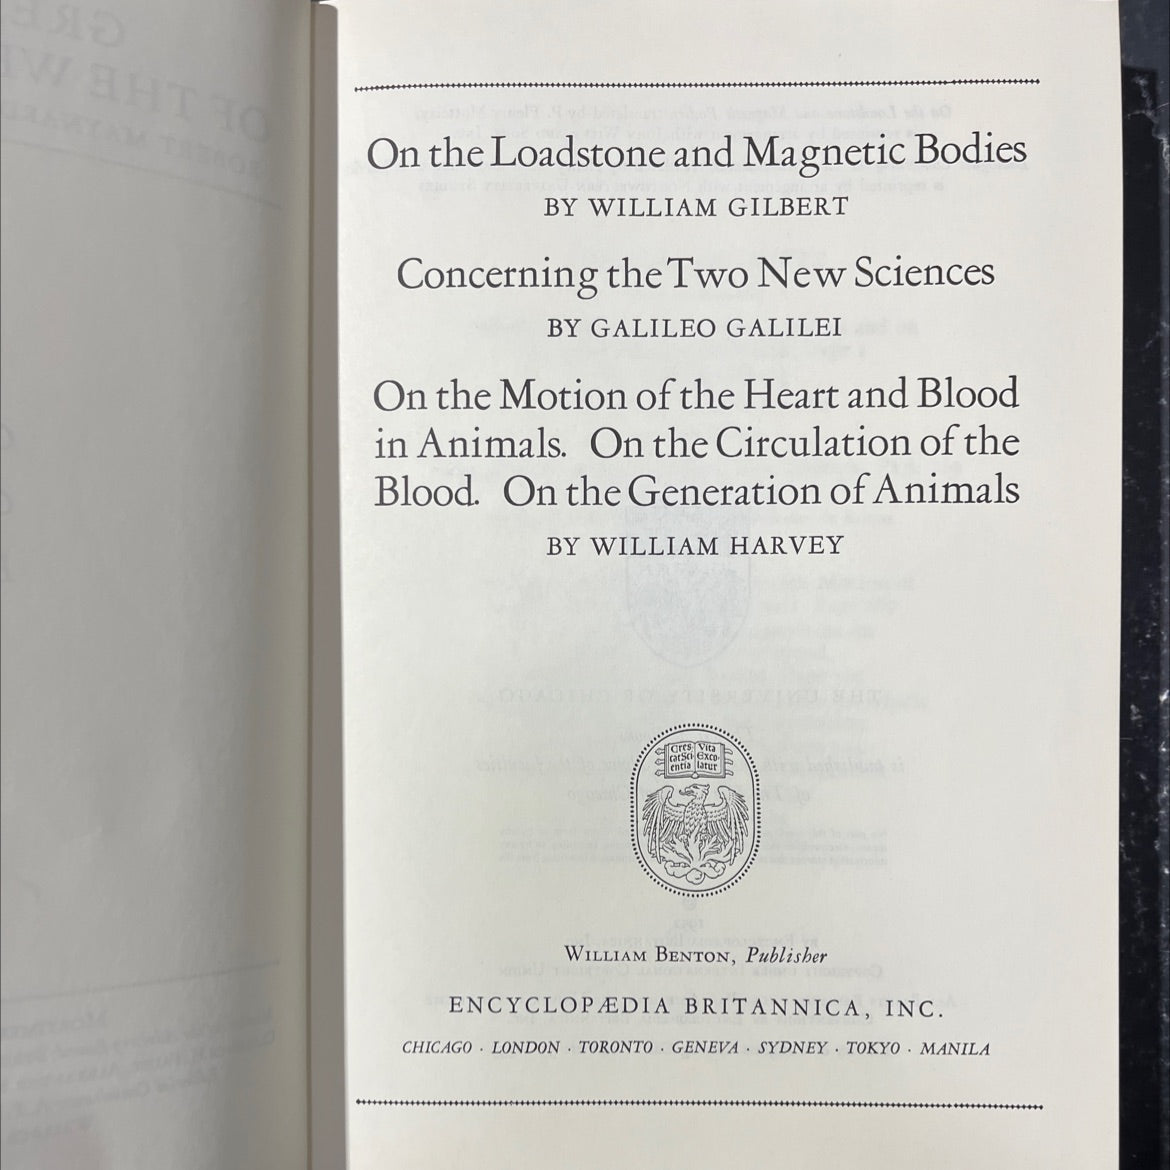 On the Loadstone and Magnetic Bodies
BY WILLIAM GILBERT
Concerning the Two New Sciences
BY GALILEO GALILEI
On the Motion of the Heart and Blood
in Animals. On the Circulation of the
Blood. On the Generation of Animals
BY WILLIAM HARVEY
Cres Vita
catSci Exco
entia latur
WILLIAM BENTON, Publisher
ENCYCLOPÆDIA BRITANNICA, INC.
CHICAGO · LONDON · TORONTO · GENEVA · SYDNEY · TOKYO · MANILA